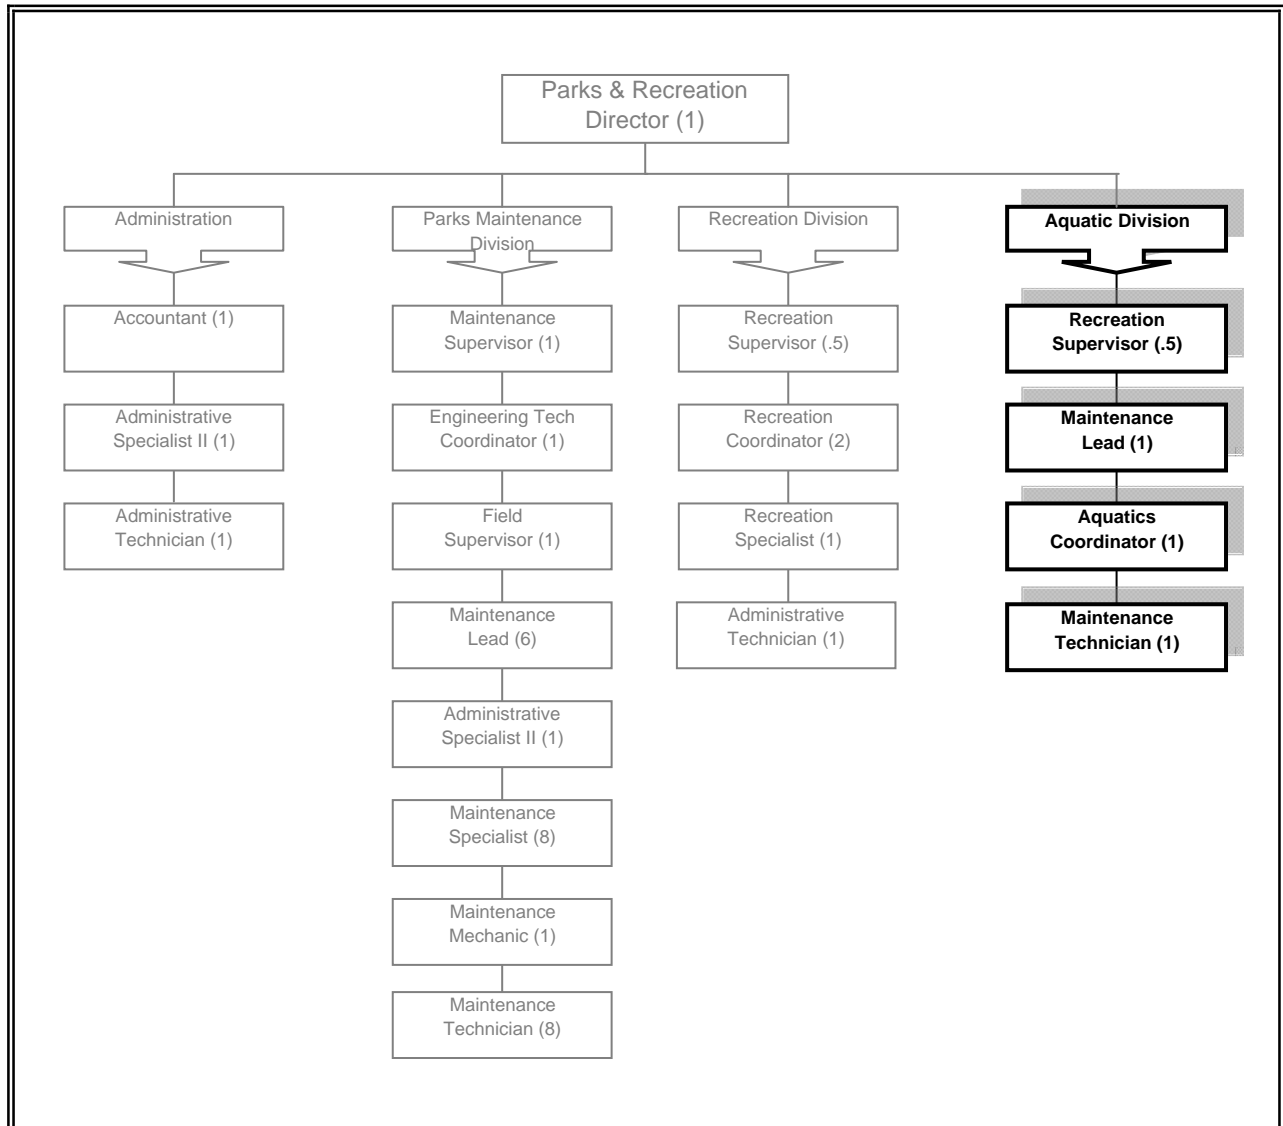 Parks & Recreation
Director (1)
Administration
Accountant (1)
Administrative
Specialist II (1)
Administrative
Technician (1)
Parks Maintenance
Division
Maintenance
Supervisor (1)
Engineering Tech
Coordinator (1)
Field
Supervisor (1)
Maintenance
Lead (6)
Administrative
Specialist II (1)
Maintenance
Specialist (8)
Maintenance
Mechanic (1)
Maintenance
Technician (8)
Recreation Division
Recreation
Supervisor (.5)
Recreation
Coordinator (2)
Recreation
Specialist (1)
Administrative
Technician (1)
Aquatic Division
Recreation
Supervisor (.5)
Maintenance
Lead (1)
Aquatics
Coordinator (1)
Maintenance
Technician (1)